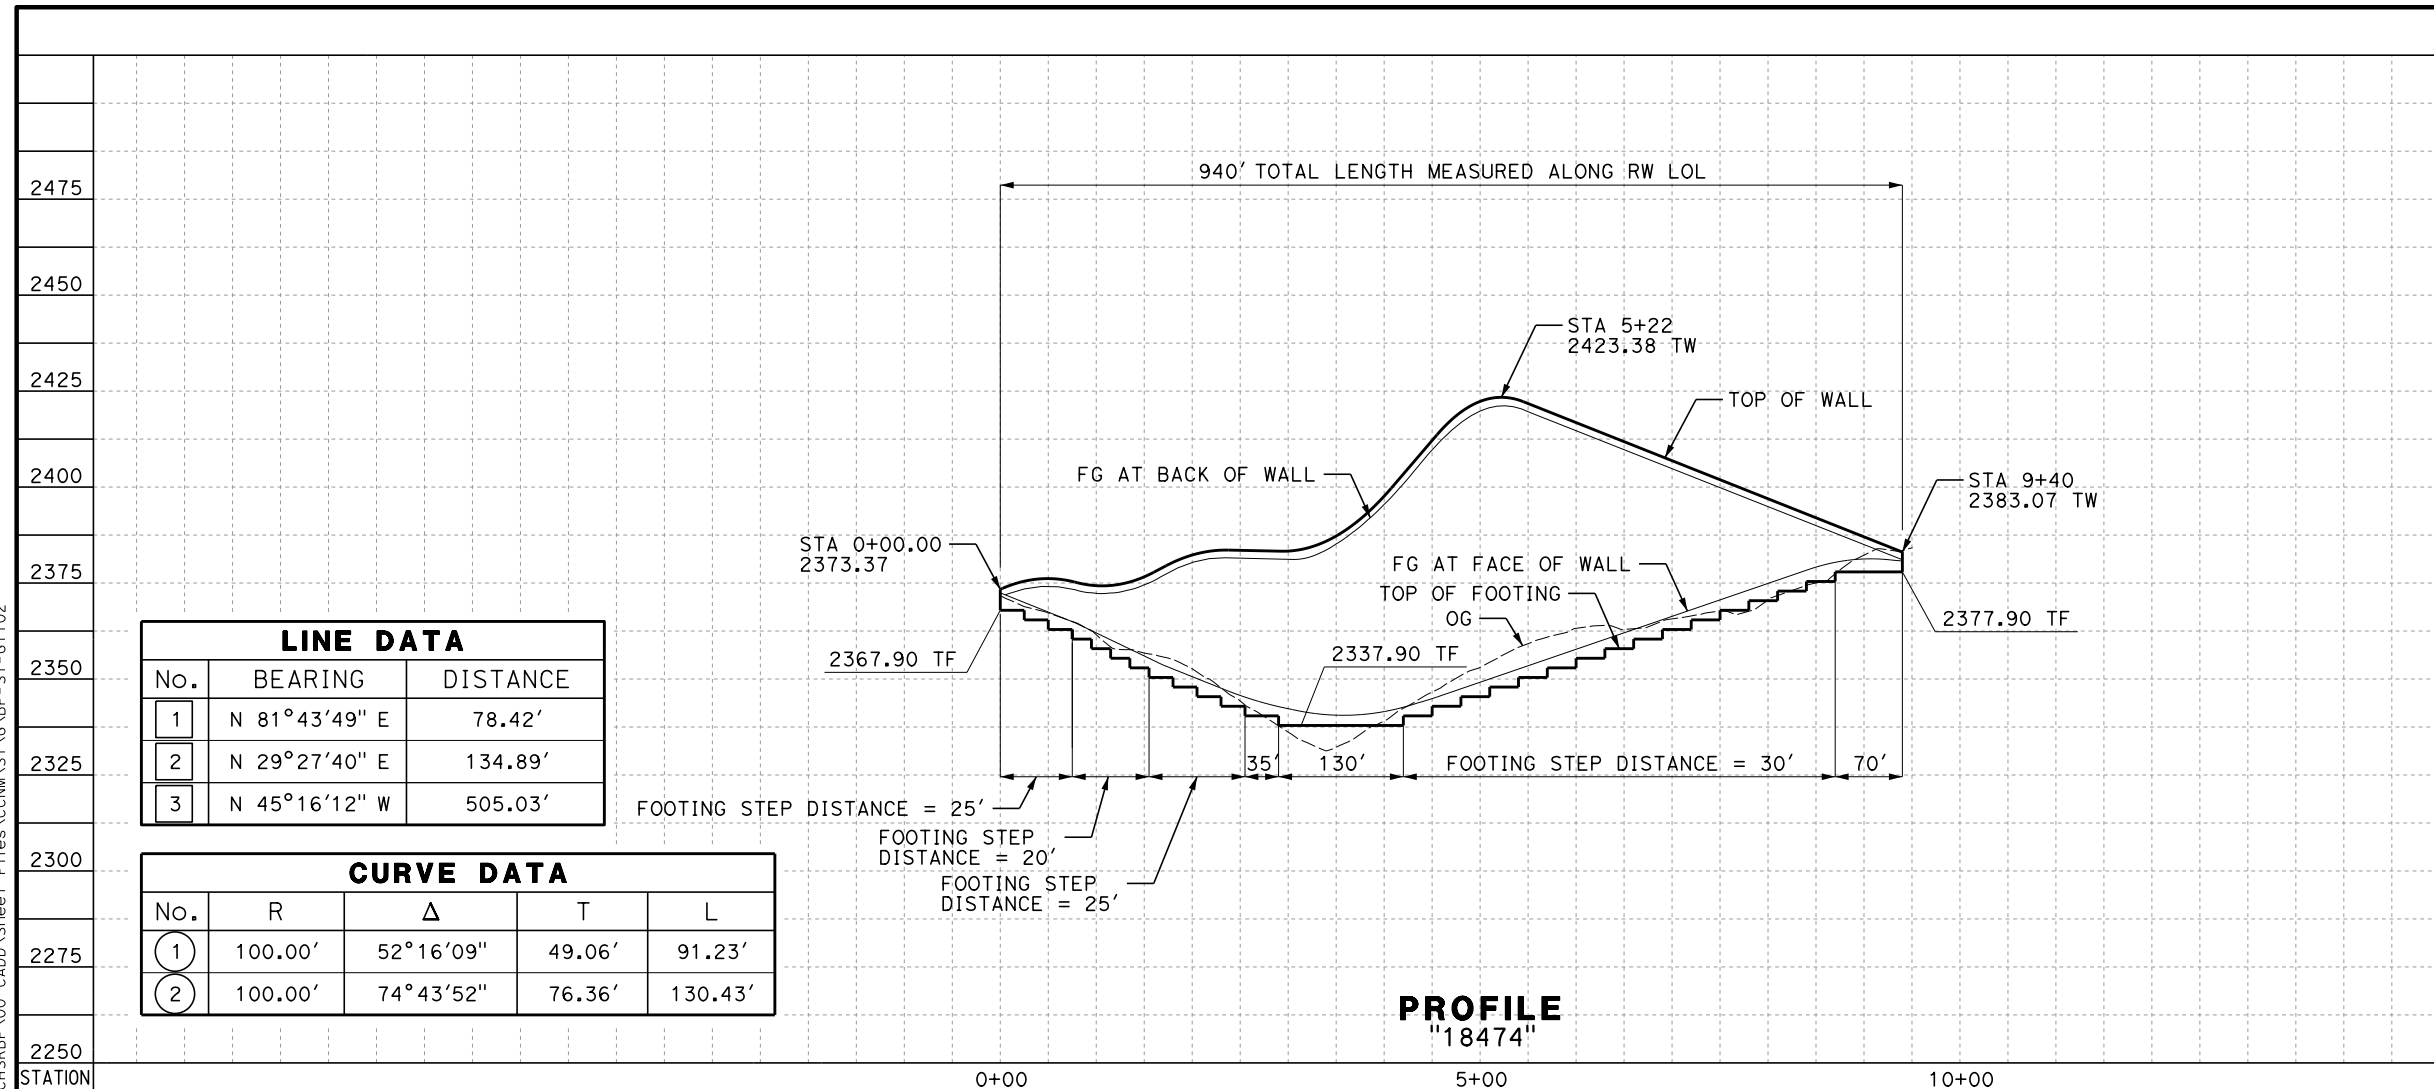 940' TOTAL LENGTH MEASURED ALONG RW LOL
2475
2450
2425
2400
2375
2350
2325
2300
2275
2250
STA 5+22
2423.38 TW
TOP OF WALL
FG AT BACK OF WALL
STA 9+40
2383.07 TW
STA 0+00.00
2373.37
FG AT FACE OF WALL
TOP OF FOOTING
OG
2377.90 TF
2367.90 TF
2337.90 TF
35'
130'
FOOTING STEP DISTANCE = 30'
70'
FOOTING STEP DISTANCE = 25'
FOOTING STEP
DISTANCE = 20'
FOOTING STEP
DISTANCE = 25'
LINE DATA
No. BEARING DISTANCE
1 N 81°43'49" E 78.42'
2 N 29°27'40" E 134.89'
3 N 45°16'12" W 505.03'
CURVE DATA
No. R Δ T L
1 100.00' 52°16'09" 49.06' 91.23'
2 100.00' 74°43'52" 76.36' 130.43'
PROFILE
"18474"
STATION 0+00 5+00 10+00